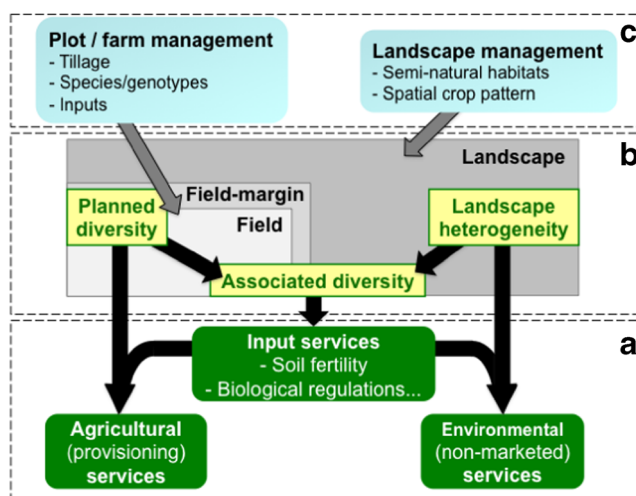 c
Plot / farm management
- Tillage
- Species/genotypes
- Inputs
Landscape management
- Semi-natural habitats
- Spatial crop pattern
b
Landscape
Field-margin
Planned
diversity
Field
Landscape
heterogeneity
Associated diversity
a
Input services
- Soil fertility
- Biological regulations...
Agricultural
(provisioning)
services
Environmental
(non-marketed)
services